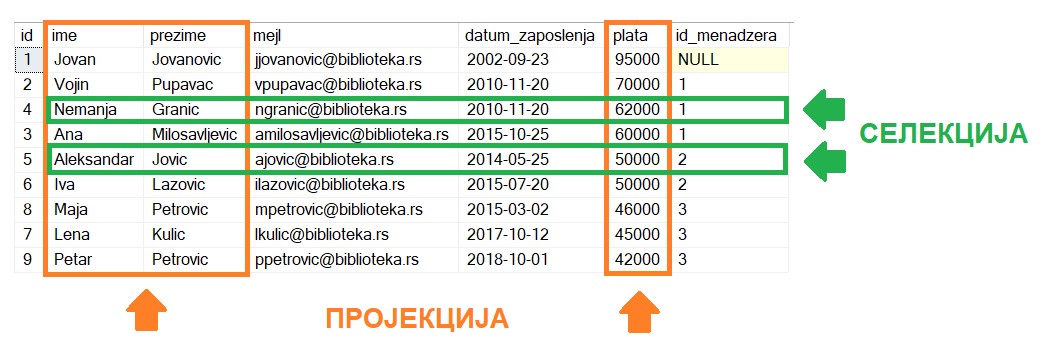 id ime prezime mejl datum_zaposlenja plata id_menadzera
1 Jovan Jovanovic jjovanovic@biblioteka.rs 2002-09-23 95000 NULL
2 Vojin Pupavac vpupavac@biblioteka.rs 2010-11-20 70000 1
4 Nemanja Granic ngranic@biblioteka.rs 2010-11-20 62000 1
3 Ana Milosavljevic amilosavljevic@biblioteka.rs 2015-10-25 60000 1
5 Aleksandar Jovic ajovic@biblioteka.rs 2014-05-25 50000 2
6 Iva Lazovic ilazovic@biblioteka.rs 2015-07-20 50000 2
8 Maja Petrovic mpetrovic@biblioteka.rs 2015-03-02 46000 3
7 Lena Kulic lkulic@biblioteka.rs 2017-10-12 45000 3
9 Petar Petrovic ppetrovic@biblioteka.rs 2018-10-01 42000 3
СЕЛЕКЦИЈА
ПРОЈЕКЦИЈА